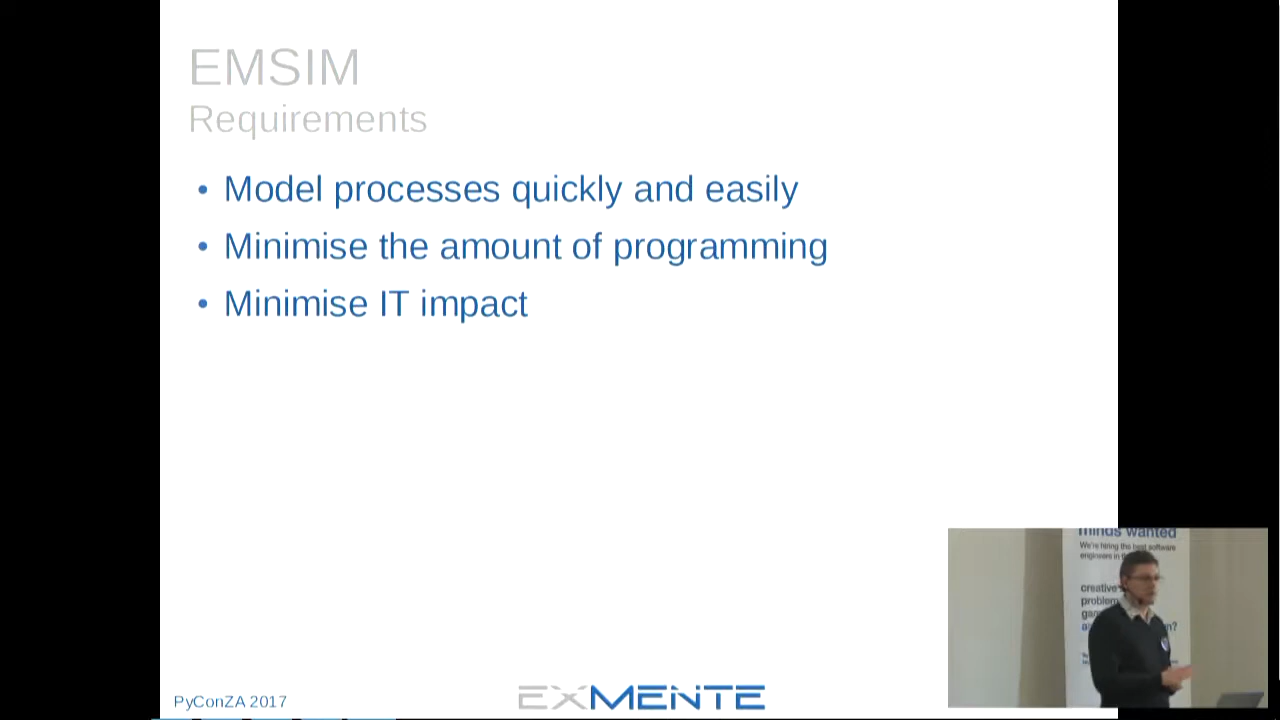 EMSIM
Requirements
• Model processes quickly and easily
• Minimise the amount of programming
• Minimise IT impact
minds wanted
We're hiring the best software
engineers in
creative
problem
PyConZA 2017
EXMENTE